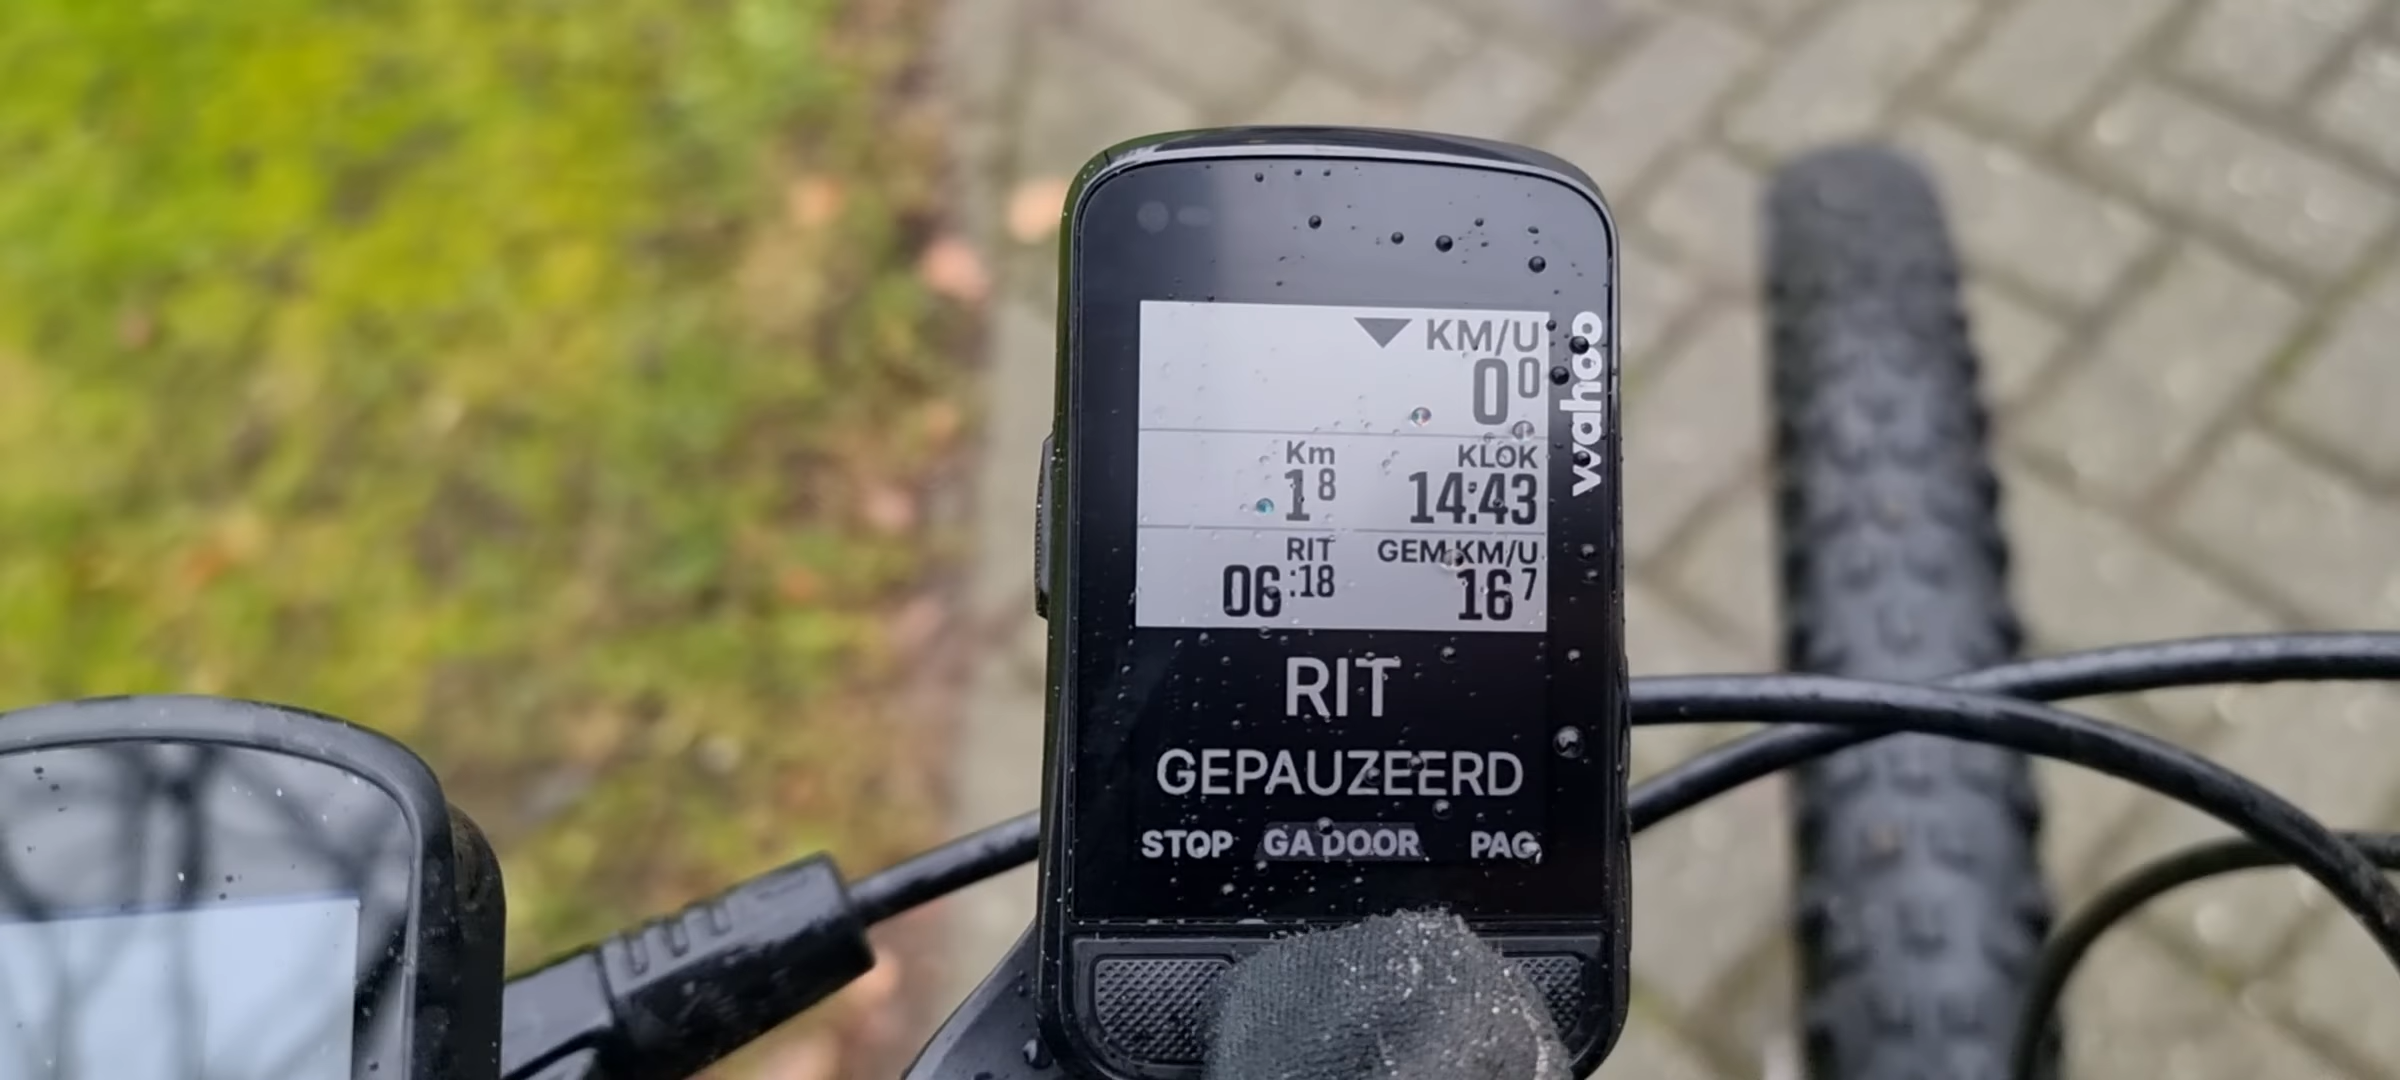 KM/U
0 0
wahoo
Km KLOK
1 8 14:43
RIT GEM KM/U
06 :18 16 7
RIT
GEPAUZEERD
STOP GA DOOR PAG,